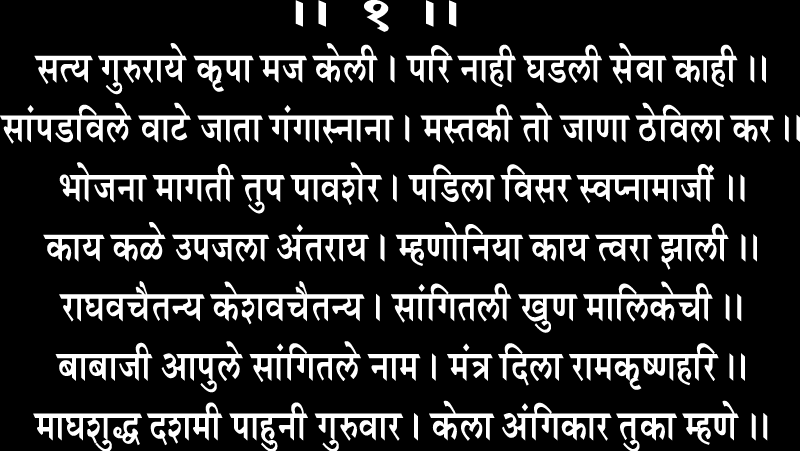 ।। १ ।।
सत्य गुरुराये कृपा मज केली । परि नाही घडली सेवा काही ।।
सांपडविले वाटे जाता गंगास्नाना । मस्तकी तो जाणा ठेविला कर ।।
भोजना मागती तुप पावशेर । पडिला विसर स्वप्नामाजीं ।।
काय कळे उपजला अंतराय । म्हणोनिया काय त्वरा झाली ।।
राघवचैतन्य केशवचैतन्य । सांगितली खुण मालिकेची ।।
बाबाजी आपुले सांगितले नाम । मंत्र दिला रामकृष्णहरि ।।
माघशुद्ध दशमी पाहुनी गुरुवार । केला अंगिकार तुका म्हणे ।।